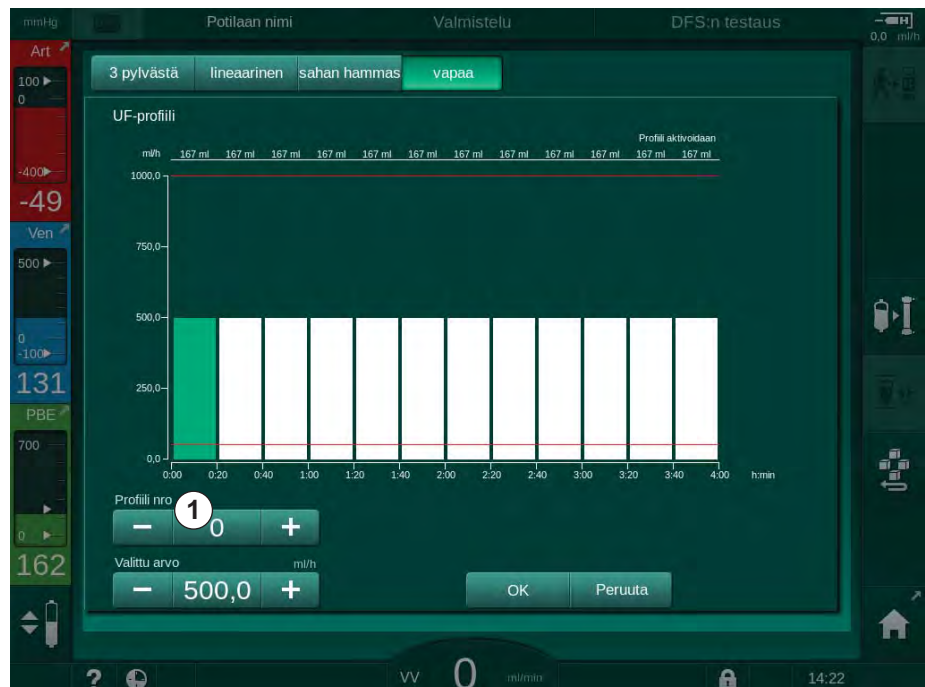 mmHg Potilaan nimi Valmistelu DFS:n testaus
0,0 ml/h
Art
100
0
-400
-49
Ven
500
0
-100
131
PBE
700
0
162
3 pylvästä lineaarinen sahan hammas vapaa
UF-profiili
Profiili aktivoidaan
ml/h 167 ml 167 ml 167 ml 167 ml 167 ml 167 ml 167 ml 167 ml 167 ml 167 ml 167 ml 167 ml
1000,0
750,0
500,0
250,0
0,0
0:00 0:20 0:40 1:00 1:20 1:40 2:00 2:20 2:40 3:00 3:20 3:40 4:00 h:min
Profiili nro
1
− 0 +
Valittu arvo ml/h
− 500,0 +
OK Peruuta
? VV 0 ml/min 14:22